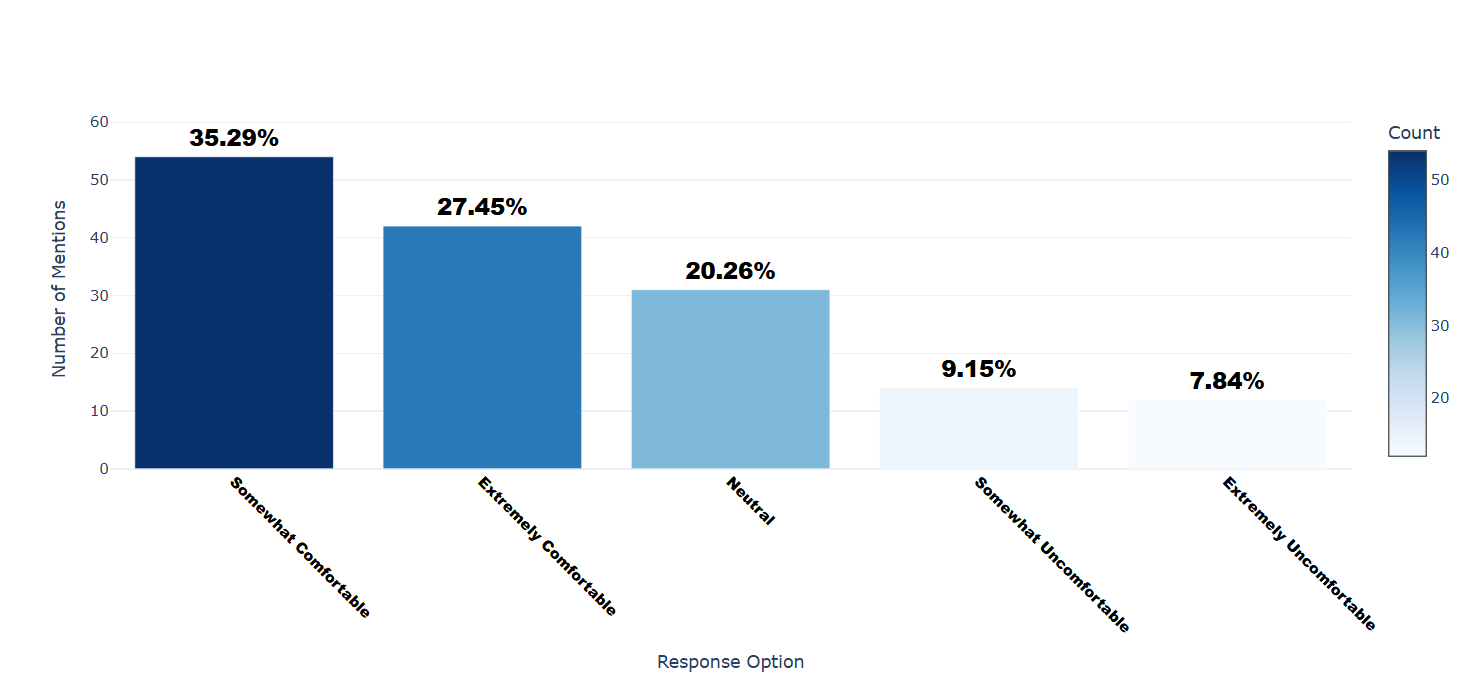 Count
60
50
40
30
20
10
0
Number of Mentions
35.29%
27.45%
20.26%
9.15%
7.84%
50
40
30
20
Somewhat Comfortable
Extremely Comfortable
Neutral
Somewhat Uncomfortable
Extremely Uncomfortable
Response Option